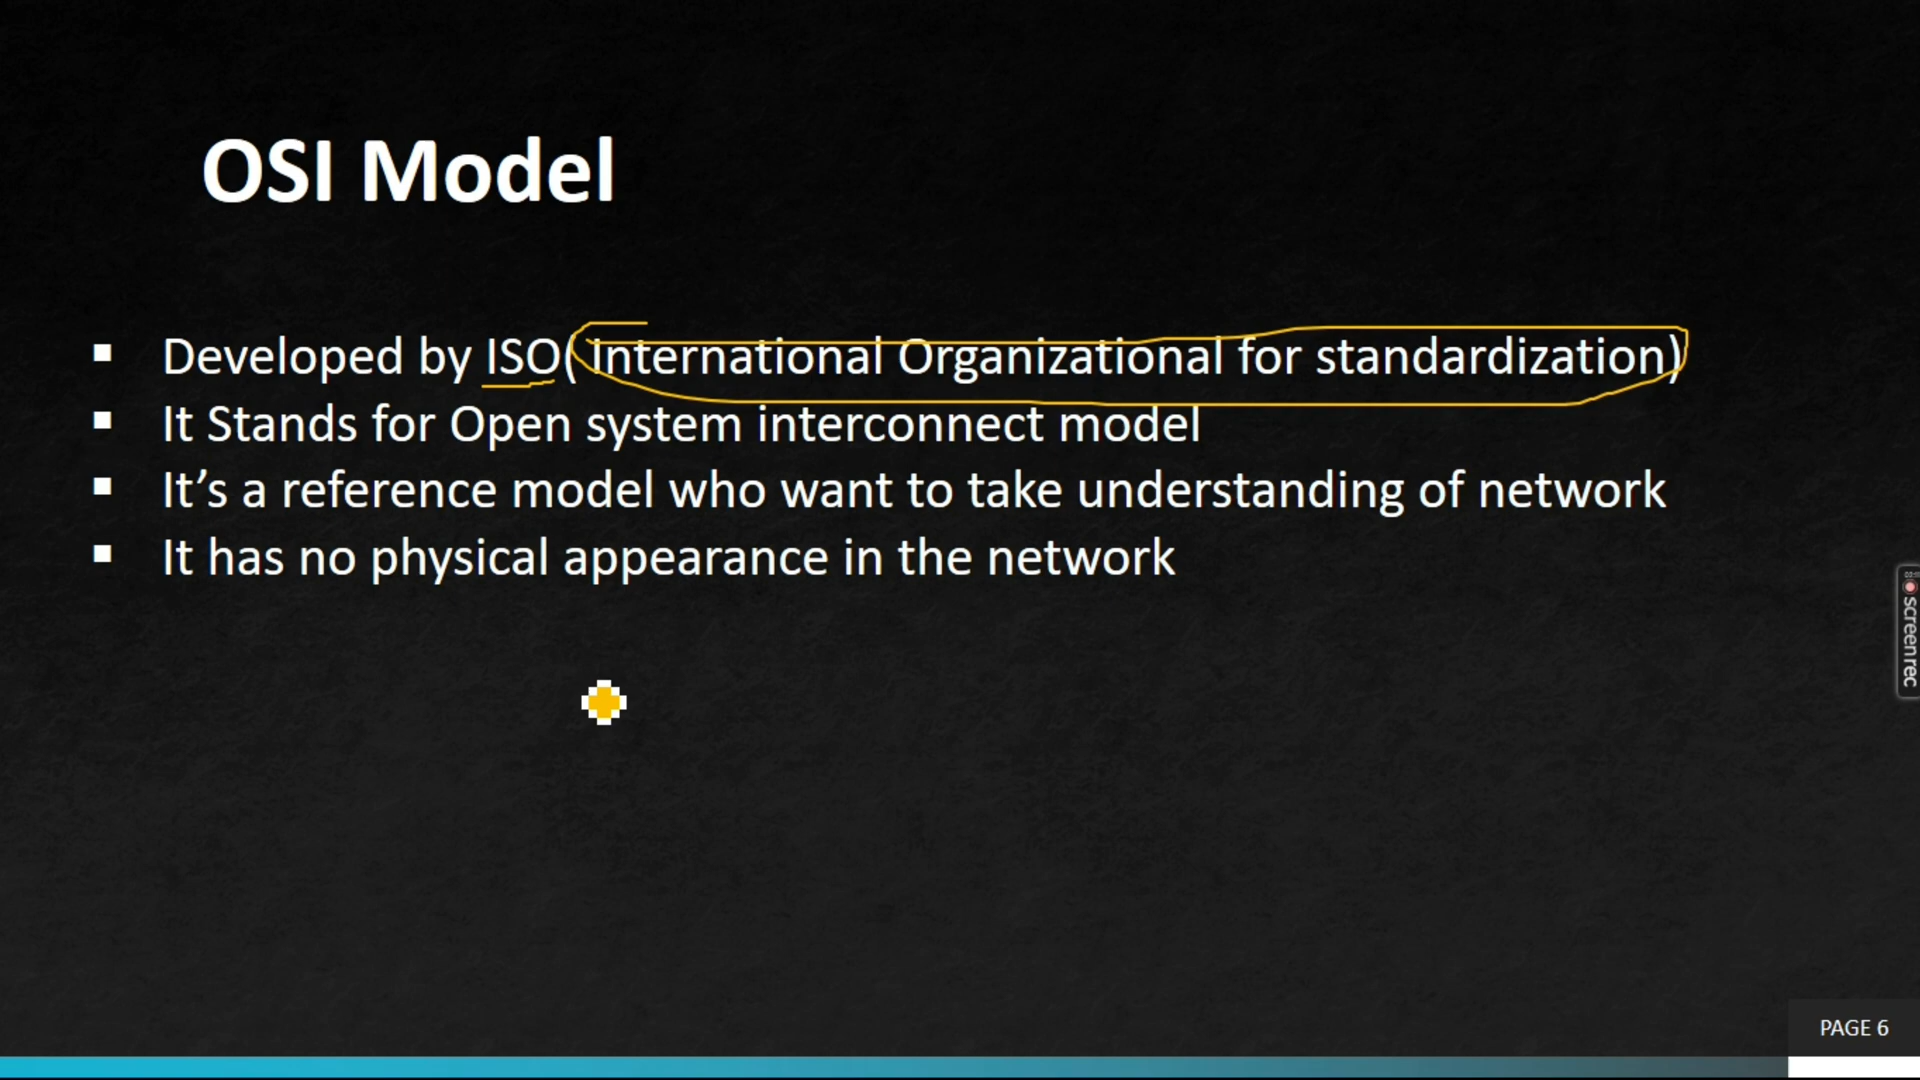 OSI Model
Developed by ISO( International Organizational for standardization)
It Stands for Open system interconnect model
It’s a reference model who want to take understanding of network
It has no physical appearance in the network
screenrec
PAGE 6